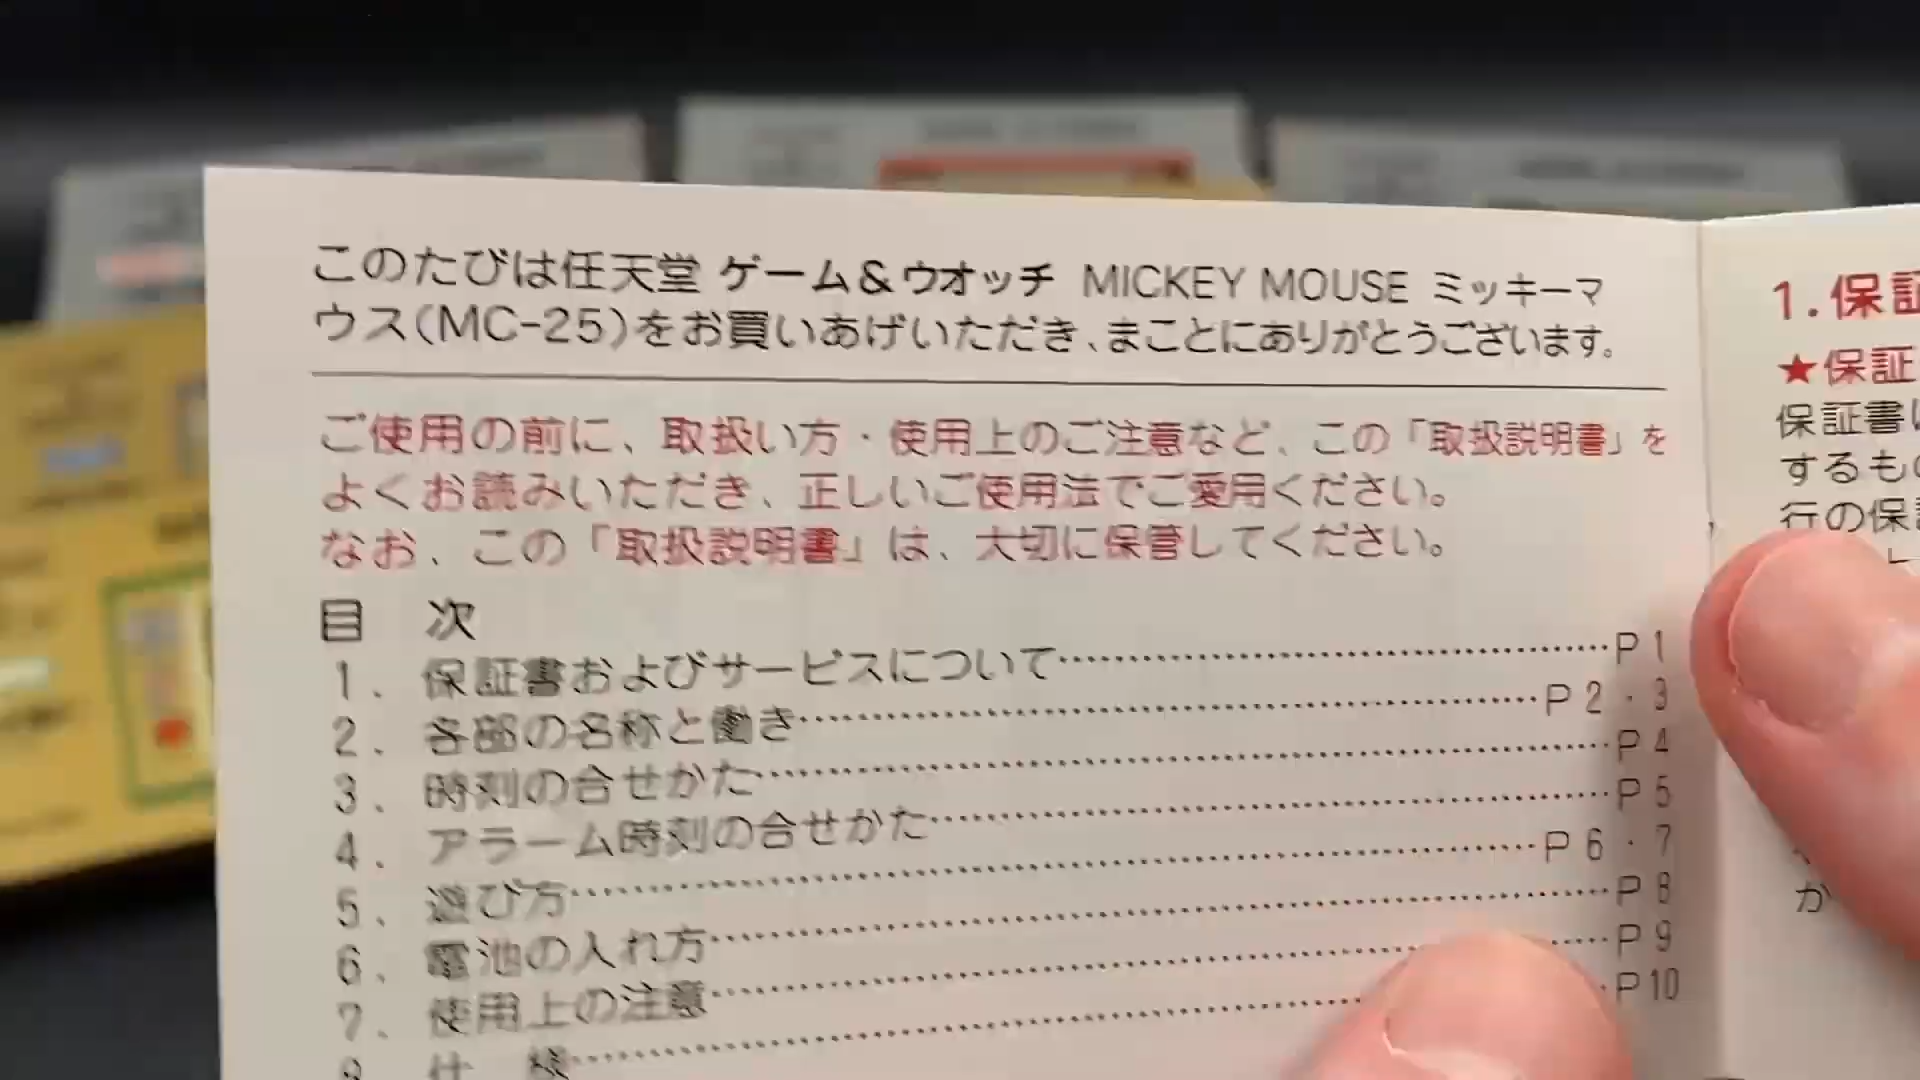 このたびは任天堂 ゲーム&ウオッチ MICKEY MOUSE ミッキーマ
ウス(MC-25)をお買いあげいただき、まことにありがとうございます。
ご使用の前に、取扱い方・使用上のご注意など、この「取扱説明書」を
よくお読みいただき、正しいご使用法でご愛用ください。
なお、この「取扱説明書」は、大切に保管してください。
目 次
1. 保証書およびサービスについて P1
2. 各部の名称と働き P2・3
3. 時刻の合せかた P4
4. アラーム時刻の合せかた P5
5. 遊び方 P6・7
6. 電池の入れ方 P8
7. 使用上の注意 P9
8. 仕 様 P10
1.保証
★保証
保証書
するも
行の保
か